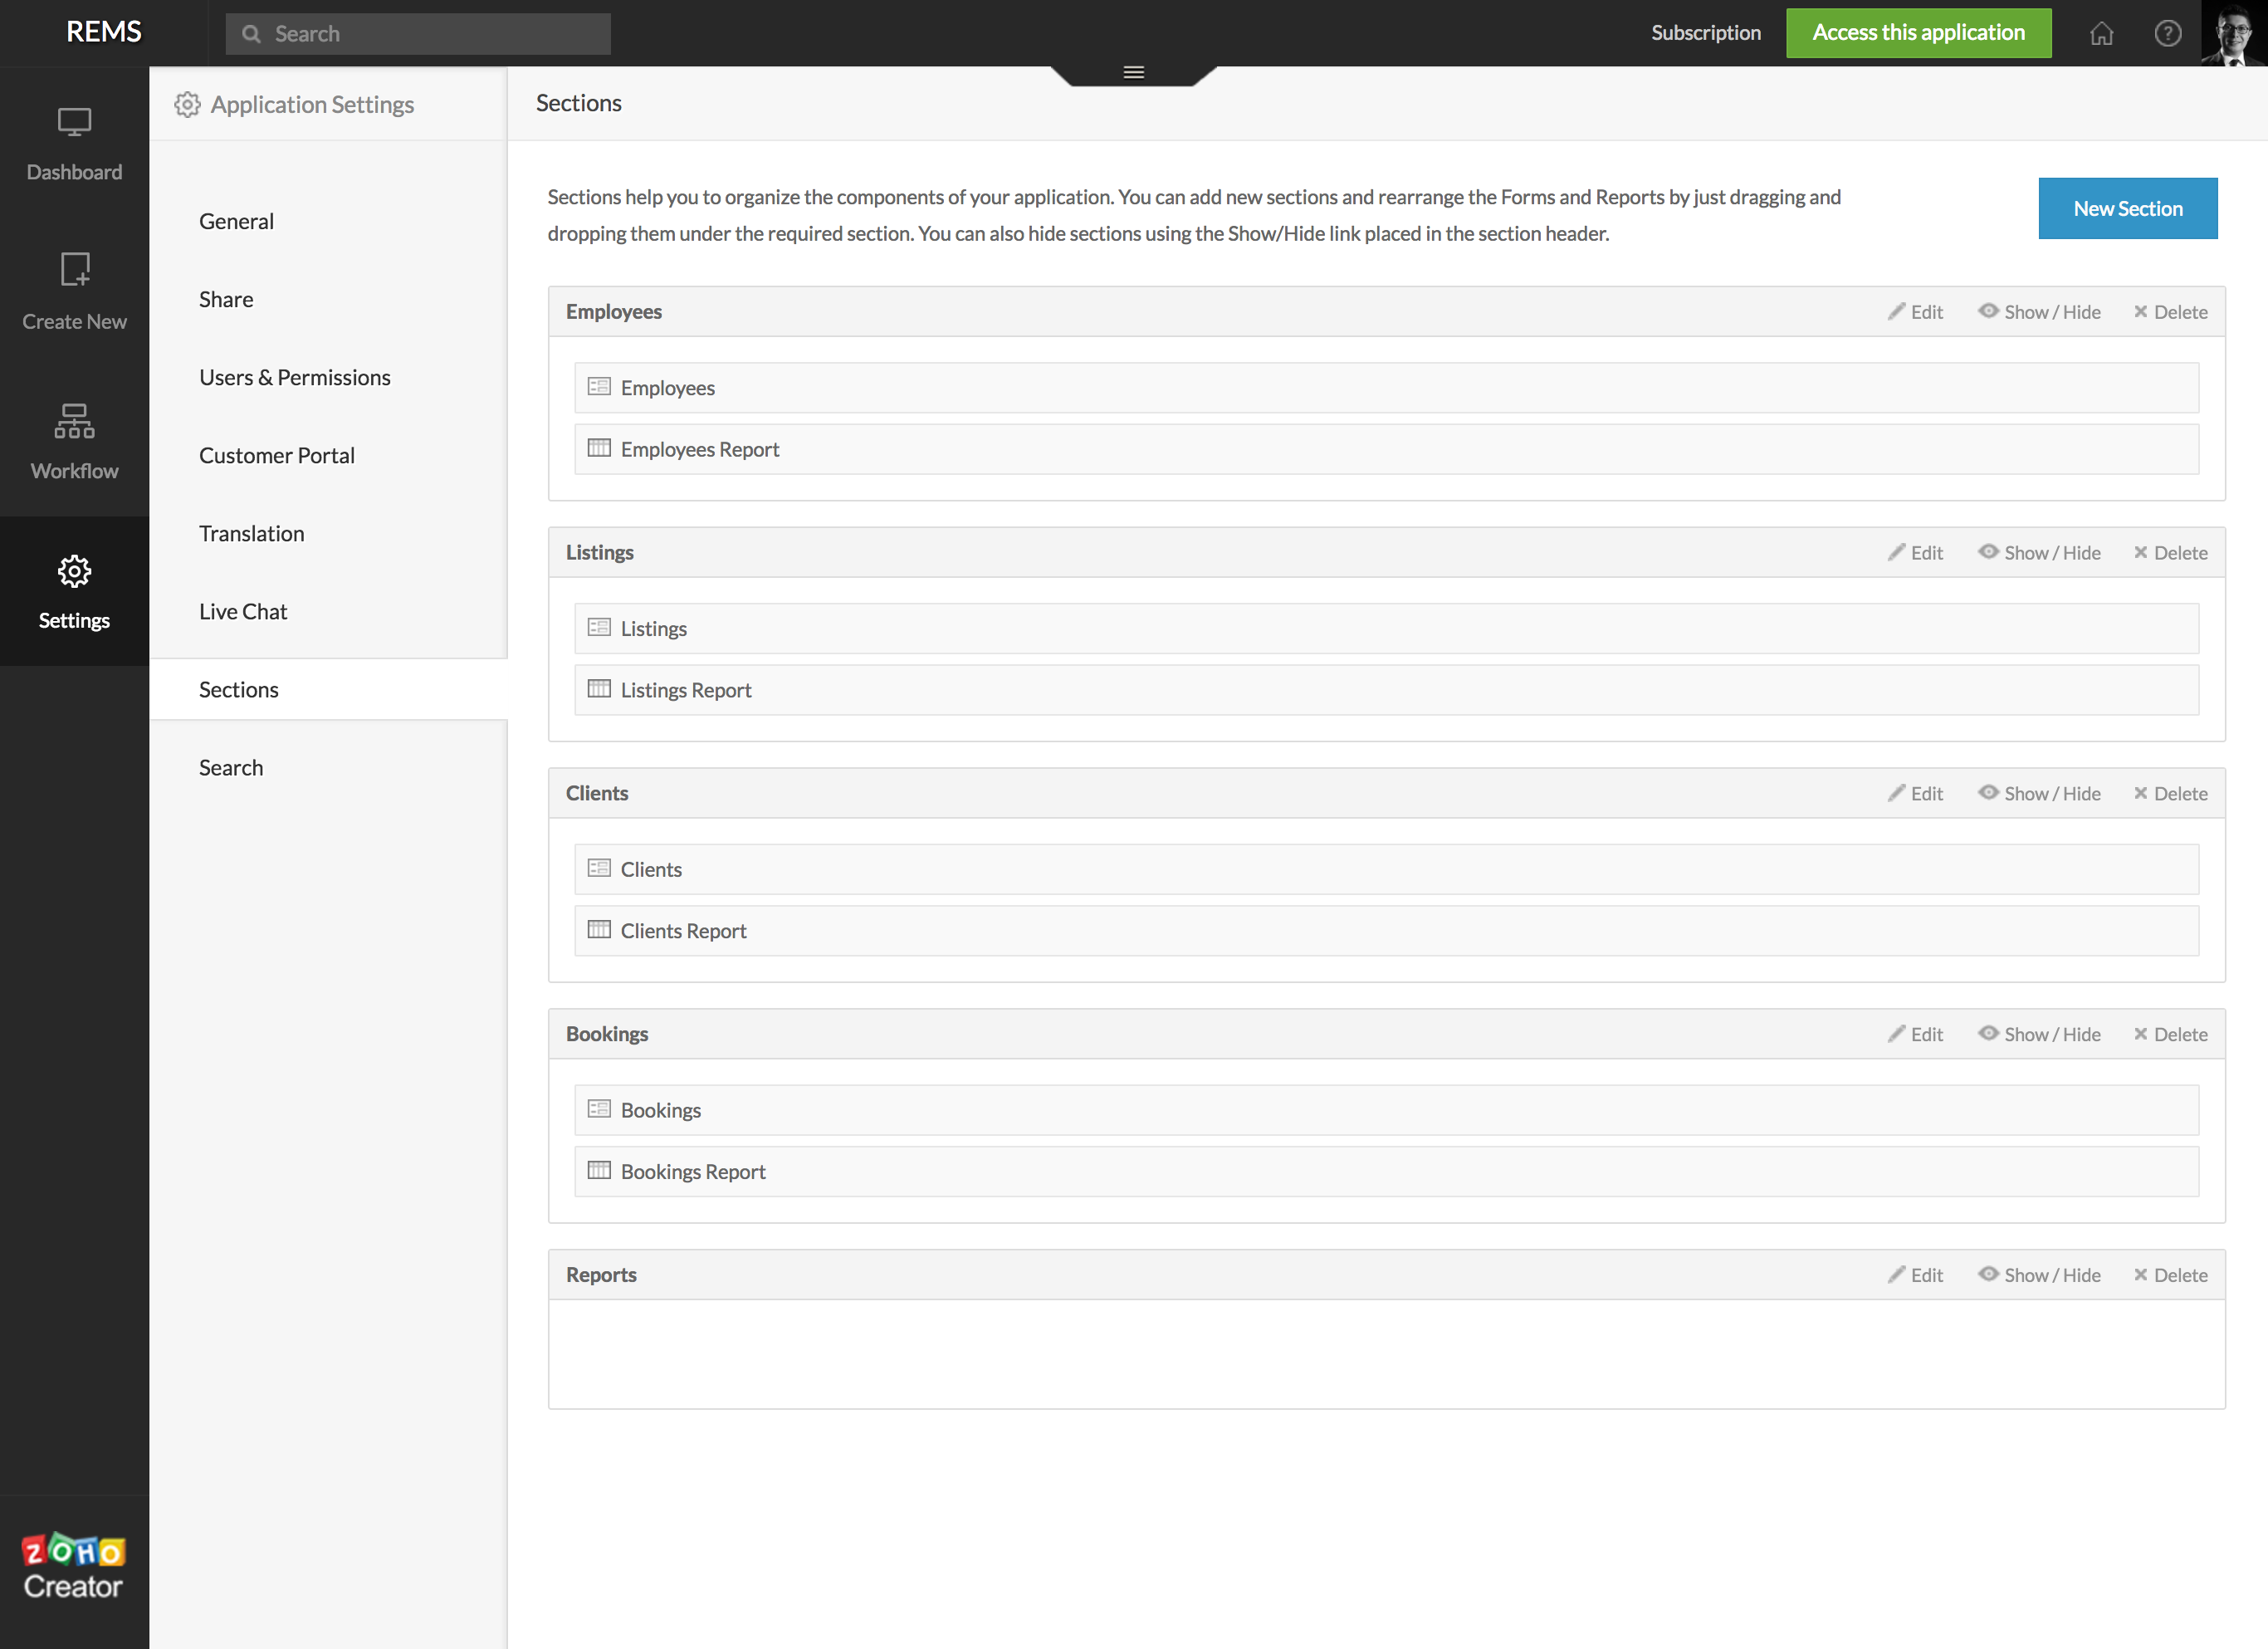 REMS
Search
Subscription
Access this application
?
Dashboard
Create New
Workflow
Settings
ZOHO
Creator
Application Settings
General
Share
Users & Permissions
Customer Portal
Translation
Live Chat
Sections
Search
Sections
Sections help you to organize the components of your application. You can add new sections and rearrange the Forms and Reports by just dragging and
dropping them under the required section. You can also hide sections using the Show/Hide link placed in the section header.
New Section
Employees Edit Show / Hide Delete
Employees
Employees Report
Listings Edit Show / Hide Delete
Listings
Listings Report
Clients Edit Show / Hide Delete
Clients
Clients Report
Bookings Edit Show / Hide Delete
Bookings
Bookings Report
Reports Edit Show / Hide Delete